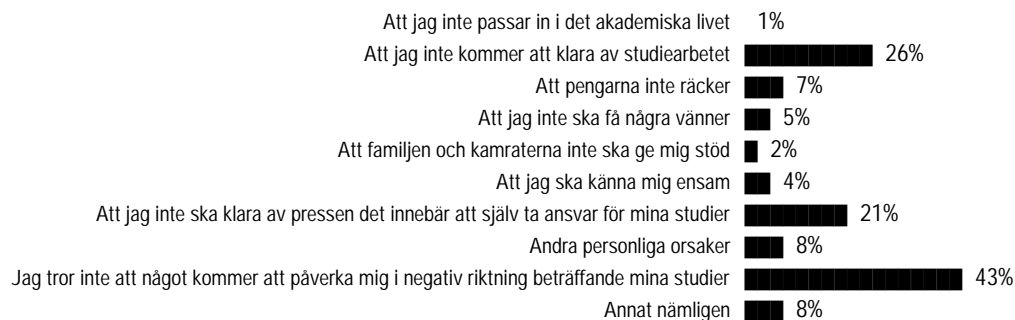 Att jag inte passar in i det akademiska livet 1%
Att jag inte kommer att klara av studiearbetet 26%
Att pengarna inte räcker 7%
Att jag inte ska få några vänner 5%
Att familjen och kamraterna inte ska ge mig stöd 2%
Att jag ska känna mig ensam 4%
Att jag inte ska klara av pressen det innebär att själv ta ansvar för mina studier 21%
Andra personliga orsaker 8%
Jag tror inte att något kommer att påverka mig i negativ riktning beträffande mina studier 43%
Annat nämligen 8%